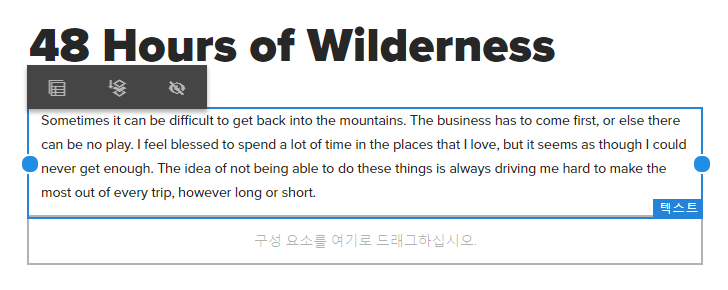 48 Hours of Wilderness
Sometimes it can be difficult to get back into the mountains. The business has to come first, or else there
can be no play. I feel blessed to spend a lot of time in the places that I love, but it seems as though I could
never get enough. The idea of not being able to do these things is always driving me hard to make the
most out of every trip, however long or short.
텍스트
구성 요소를 여기로 드래그하십시오.